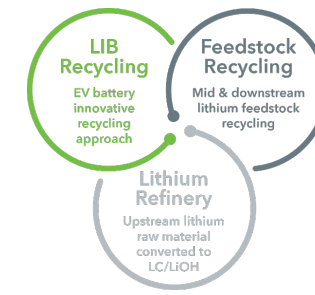 LIB
Recycling
EV battery
innovative
recycling
approach
Feedstock
Recycling
Mid & downstream
lithium feedstock
recycling
Lithium
Refinery
Upstream lithium
raw material
converted to
LC/LiOH